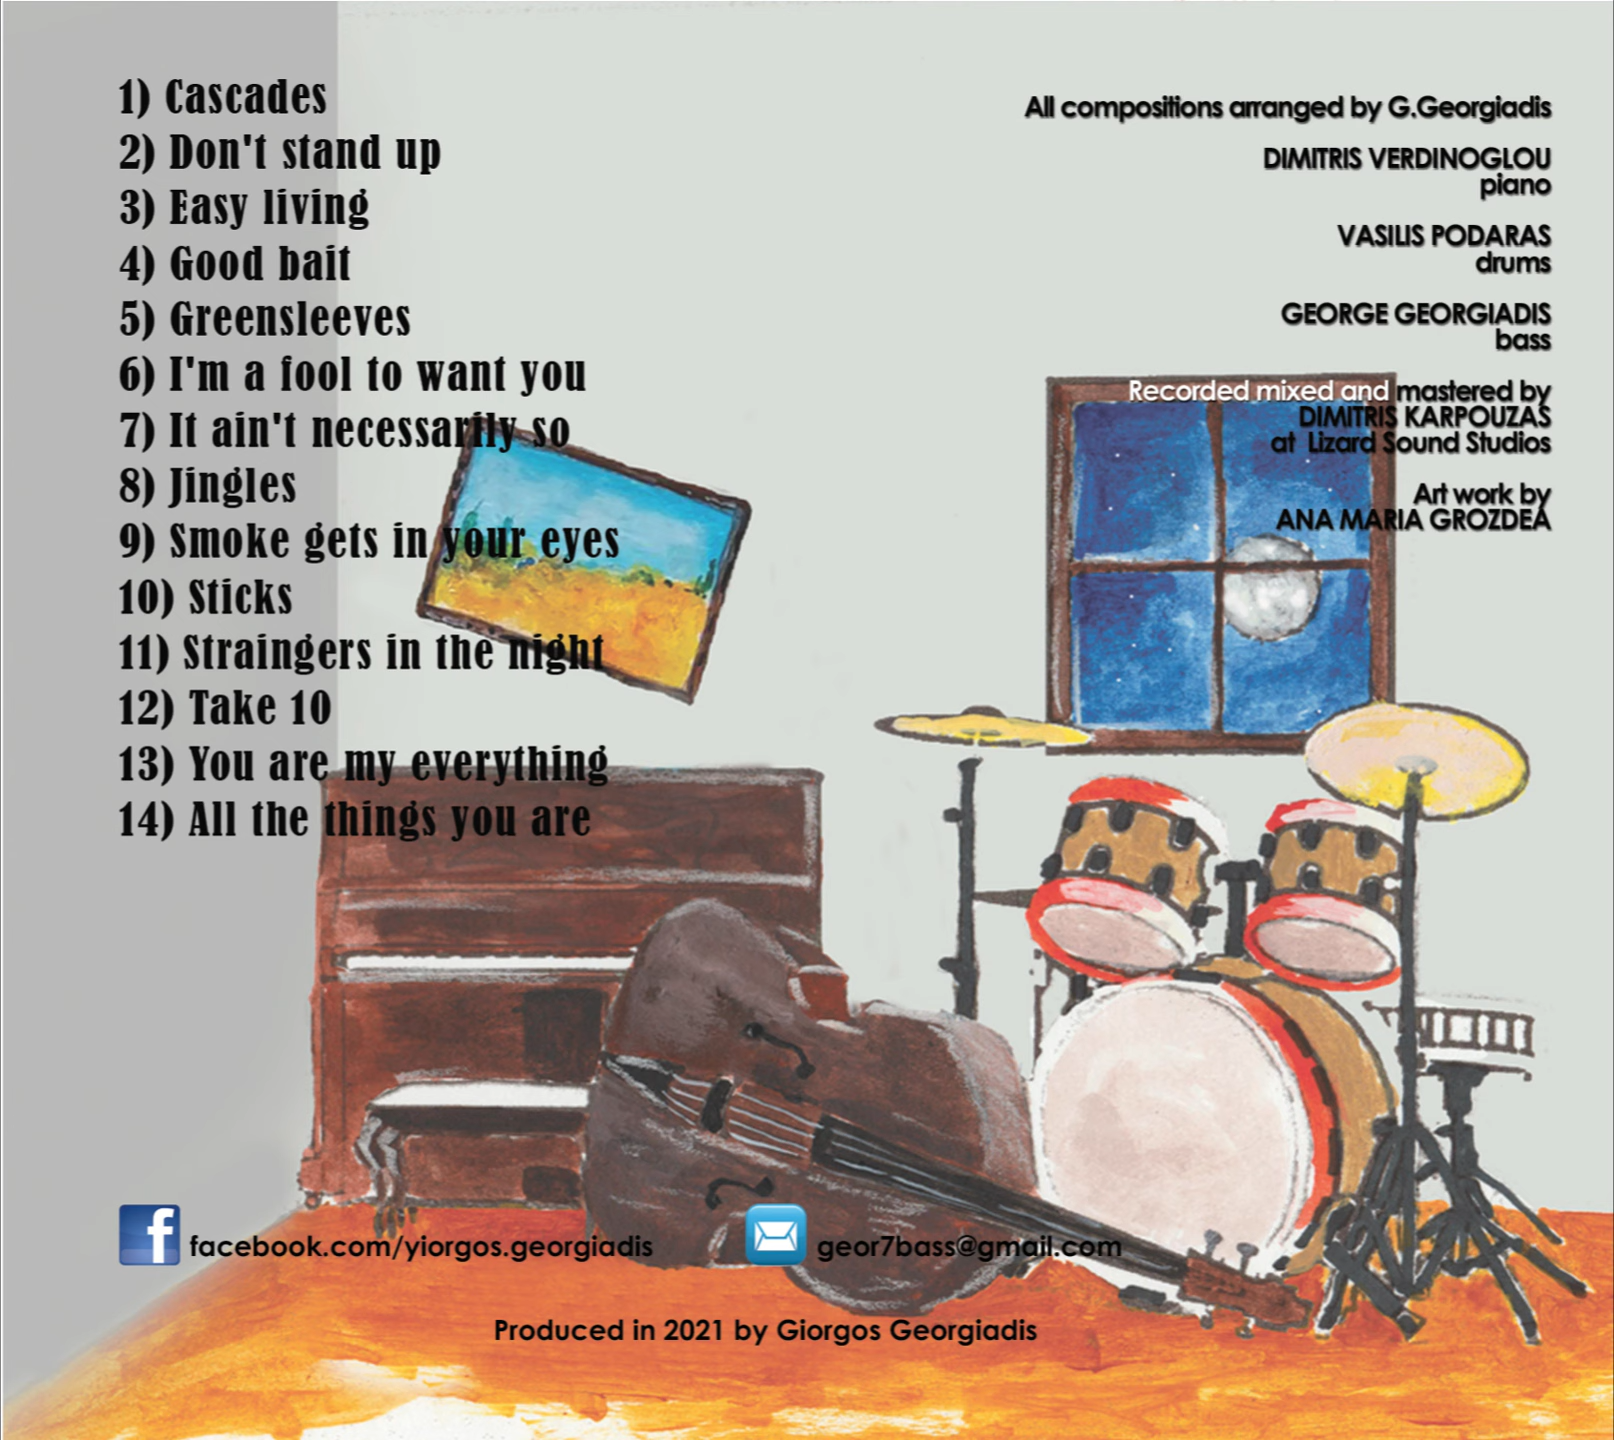 1) Cascades
2) Don't stand up
3) Easy living
4) Good bait
5) Greensleeves
6) I'm a fool to want you
7) It ain't necessarily so
8) Jingles
9) Smoke gets in your eyes
10) Sticks
11) Straingers in the night
12) Take 10
13) You are my everything
14) All the things you are
All compositions arranged by G.Georgiadis
DIMITRIS VERDINOGLOU
piano
VASILIS PODARAS
drums
GEORGE GEORGIADIS
bass
Recorded mixed and mastered by
DIMITRIS KARPOUZAS
at Lizard Sound Studios
Art work by
ANA MARIA GROZDEA
f facebook.com/yiorgos.georgiadis
geor7bass@gmail.com
Produced in 2021 by Giorgos Georgiadis